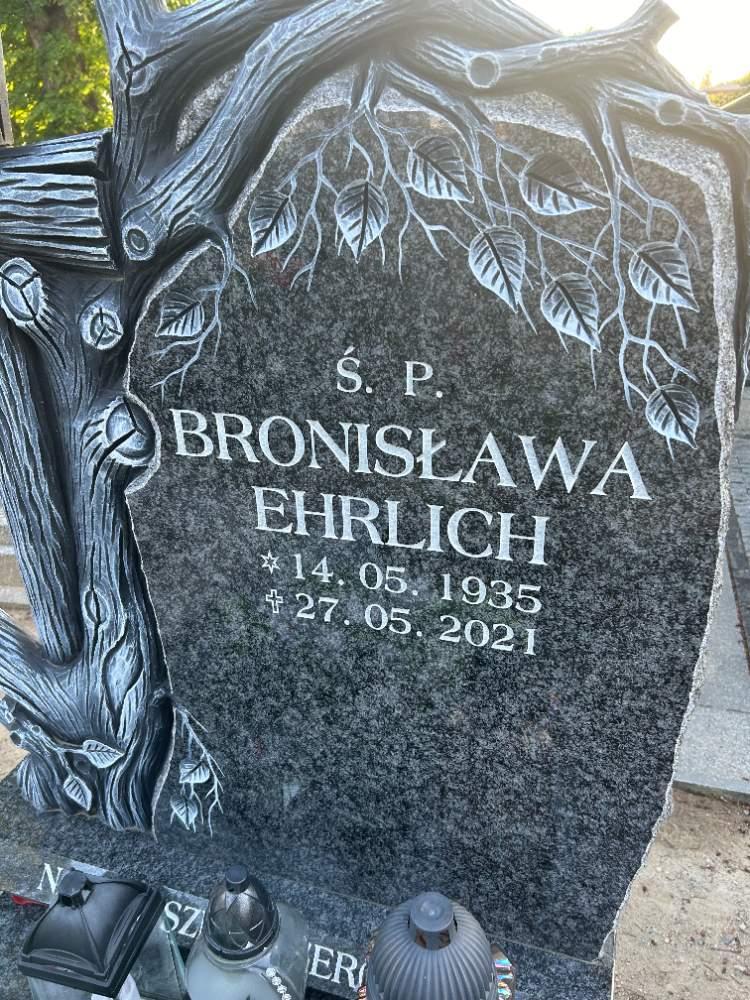 Ś. P.
BRONISŁAWA
EHRLICH
14. 05. 1935
27. 05. 2021